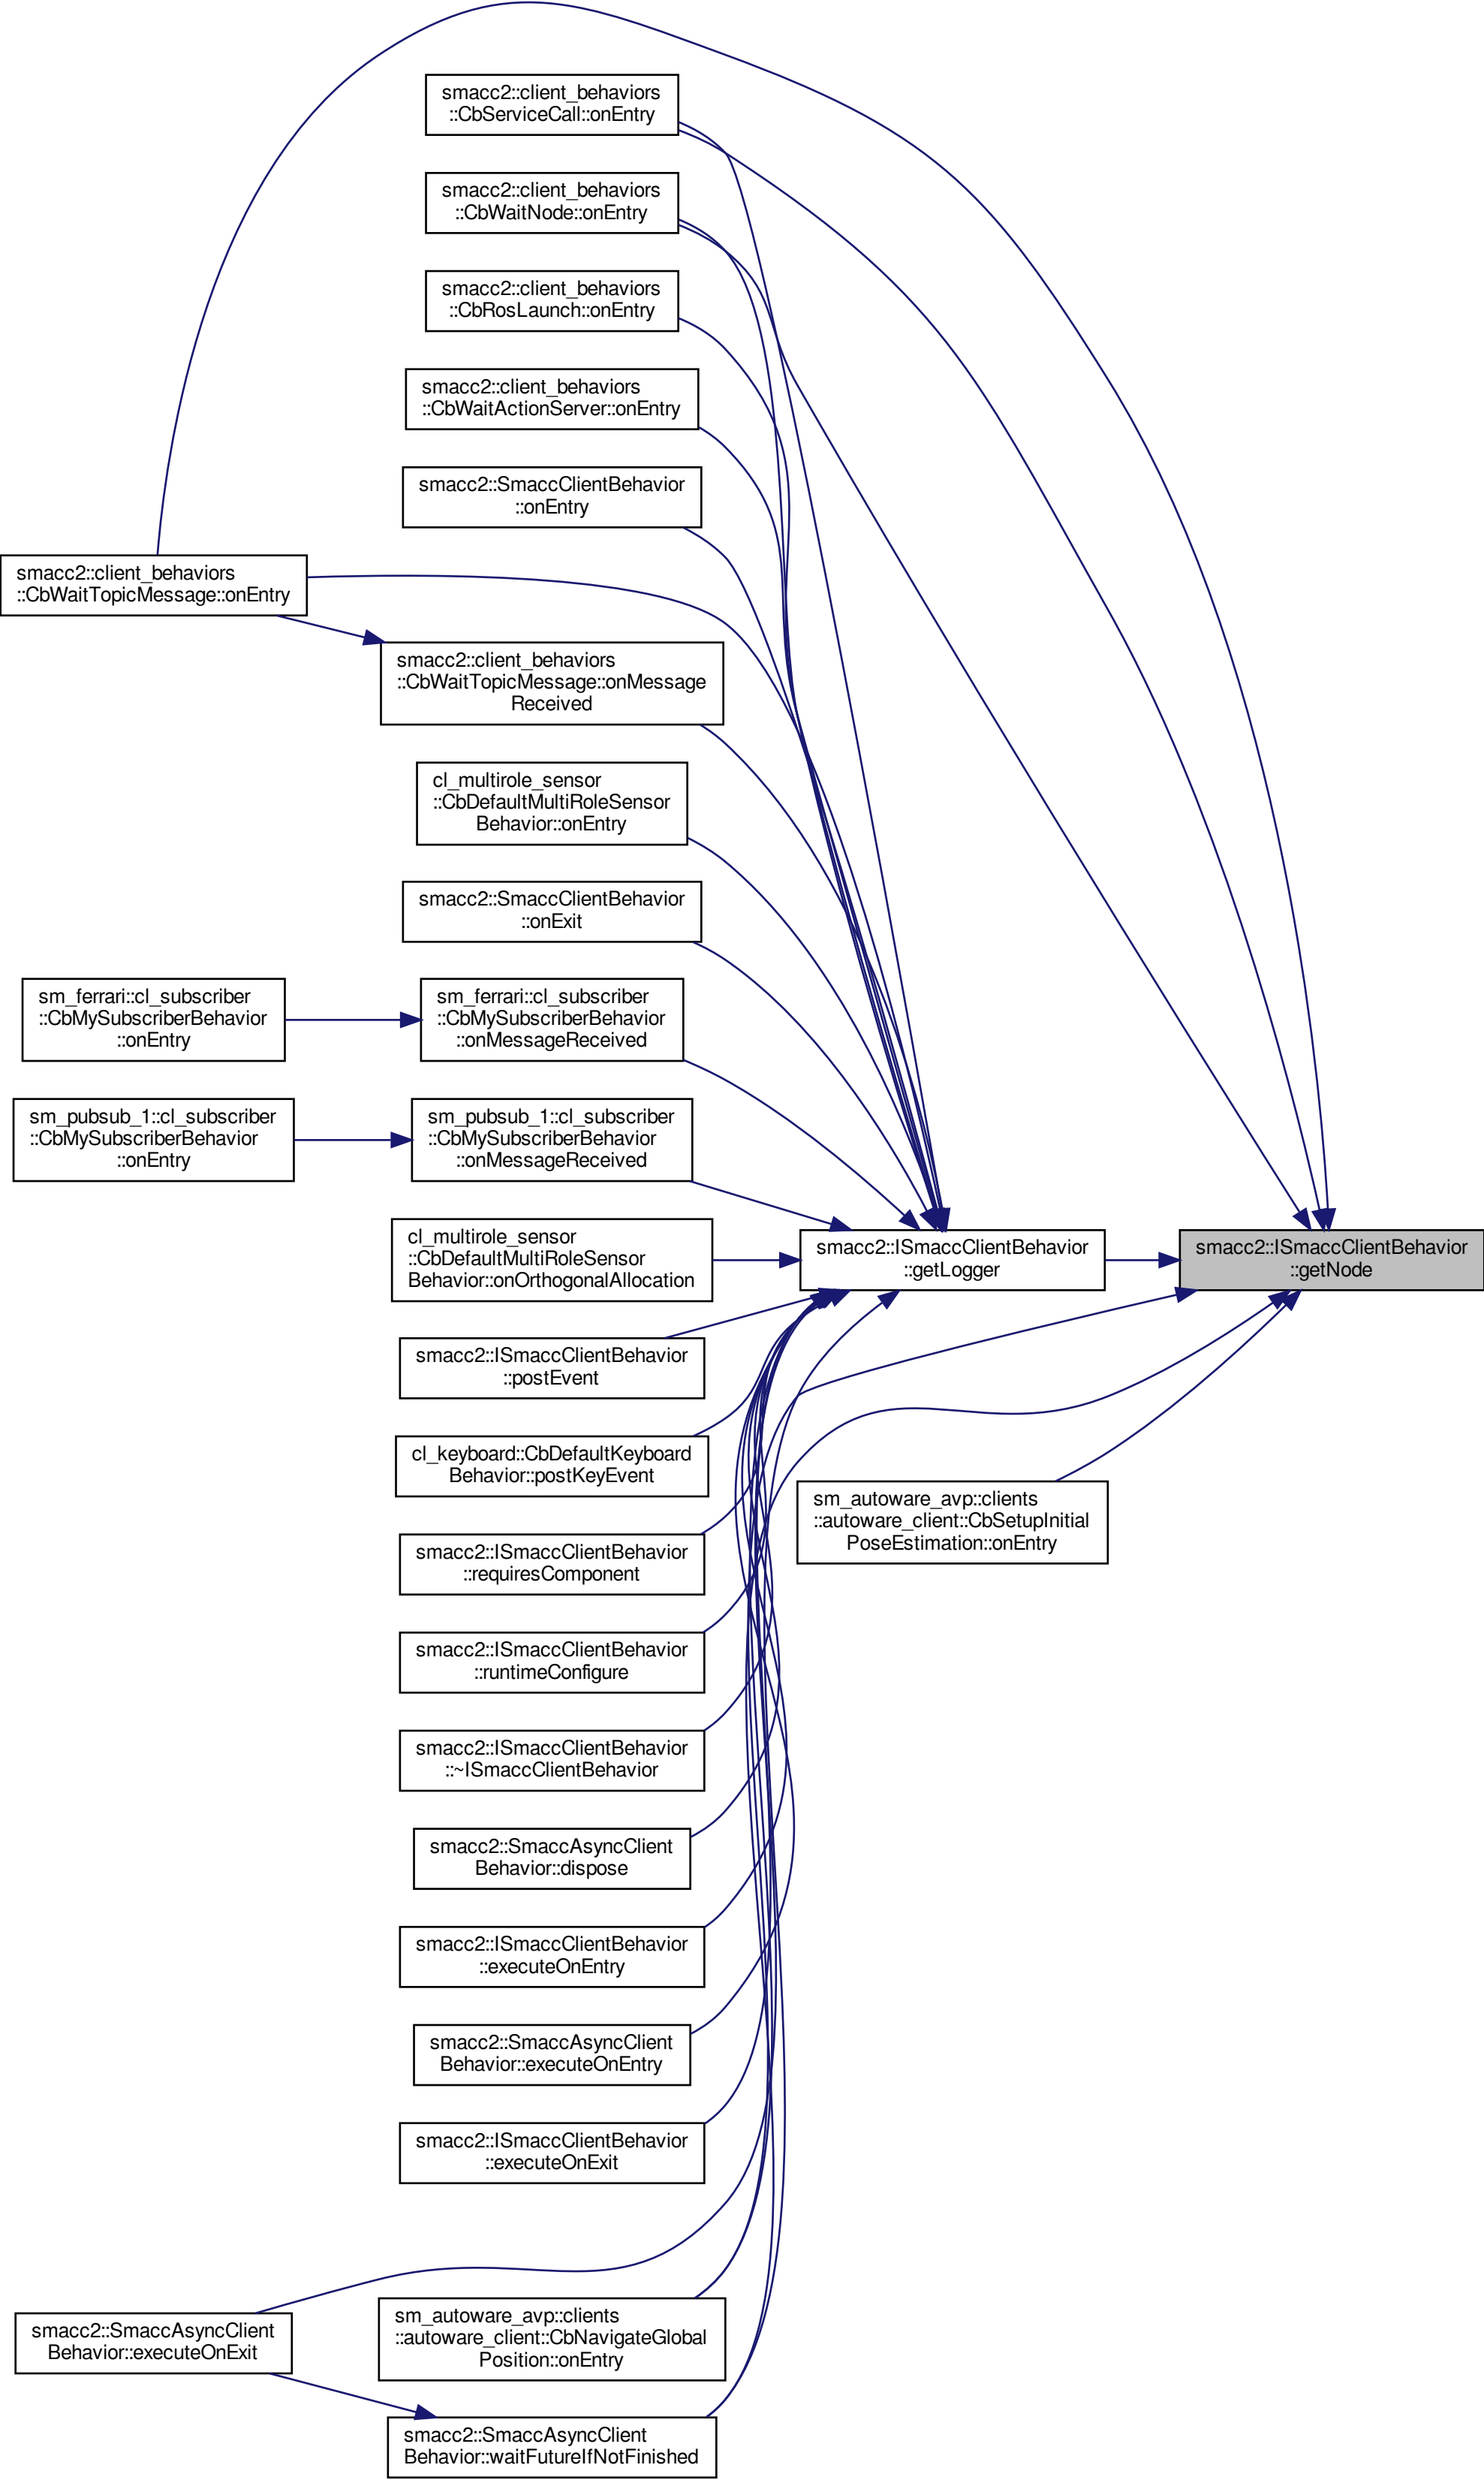 smacc2::client_behaviors
::CbServiceCall::onEntry
smacc2::client_behaviors
::CbWaitNode::onEntry
smacc2::client_behaviors
::CbRosLaunch::onEntry
smacc2::client_behaviors
::CbWaitActionServer::onEntry
smacc2::SmaccClientBehavior
::onEntry
smacc2::client_behaviors
::CbWaitTopicMessage::onEntry
smacc2::client_behaviors
::CbWaitTopicMessage::onMessage
Received
cl_multirole_sensor
::CbDefaultMultiRoleSensor
Behavior::onEntry
smacc2::SmaccClientBehavior
::onExit
sm_ferrari::cl_subscriber
::CbMySubscriberBehavior
::onEntry
sm_ferrari::cl_subscriber
::CbMySubscriberBehavior
::onMessageReceived
sm_pubsub_1::cl_subscriber
::CbMySubscriberBehavior
::onEntry
sm_pubsub_1::cl_subscriber
::CbMySubscriberBehavior
::onMessageReceived
cl_multirole_sensor
::CbDefaultMultiRoleSensor
Behavior::onOrthogonalAllocation
smacc2::ISmaccClientBehavior
::getLogger
smacc2::ISmaccClientBehavior
::getNode
smacc2::ISmaccClientBehavior
::postEvent
cl_keyboard::CbDefaultKeyboard
Behavior::postKeyEvent
sm_autoware_avp::clients
::autoware_client::CbSetupInitial
PoseEstimation::onEntry
smacc2::ISmaccClientBehavior
::requiresComponent
smacc2::ISmaccClientBehavior
::runtimeConfigure
smacc2::ISmaccClientBehavior
::~ISmaccClientBehavior
smacc2::SmaccAsyncClient
Behavior::dispose
smacc2::ISmaccClientBehavior
::executeOnEntry
smacc2::SmaccAsyncClient
Behavior::executeOnEntry
smacc2::ISmaccClientBehavior
::executeOnExit
smacc2::SmaccAsyncClient
Behavior::executeOnExit
sm_autoware_avp::clients
::autoware_client::CbNavigateGlobal
Position::onEntry
smacc2::SmaccAsyncClient
Behavior::waitFutureIfNotFinished